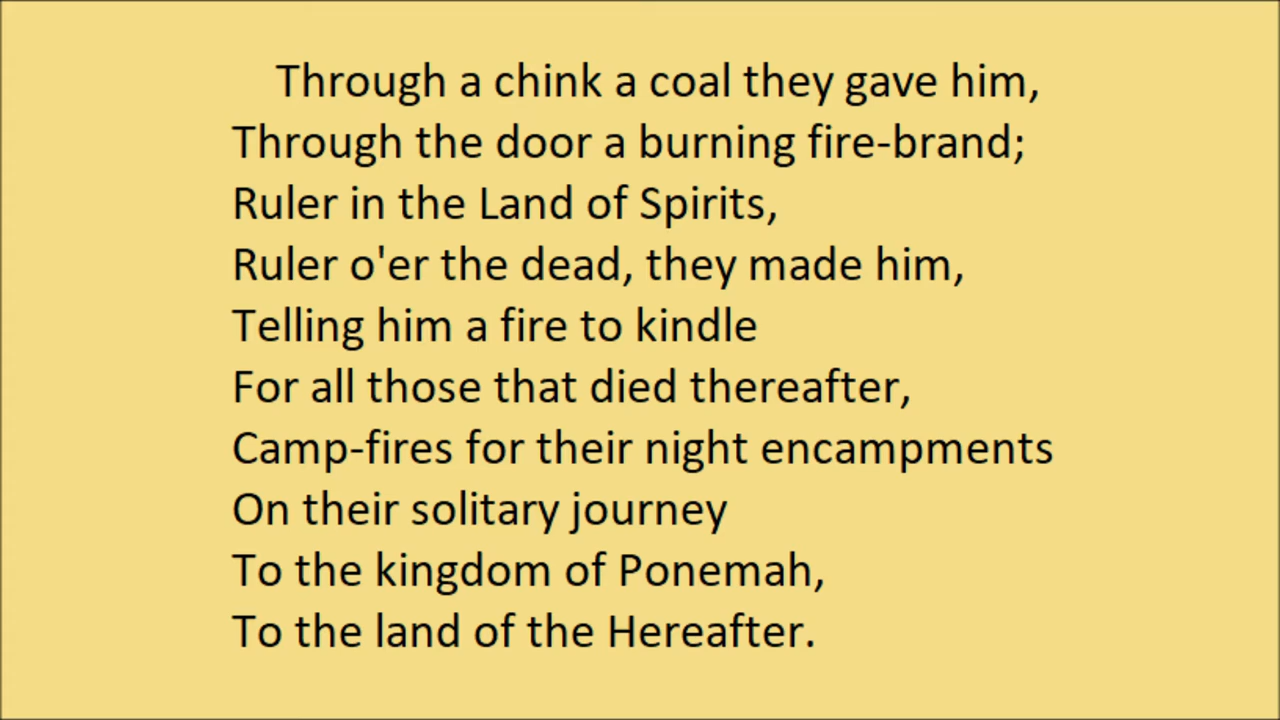 Through a chink a coal they gave him,
Through the door a burning fire-brand;
Ruler in the Land of Spirits,
Ruler o'er the dead, they made him,
Telling him a fire to kindle
For all those that died thereafter,
Camp-fires for their night encampments
On their solitary journey
To the kingdom of Ponemah,
To the land of the Hereafter.